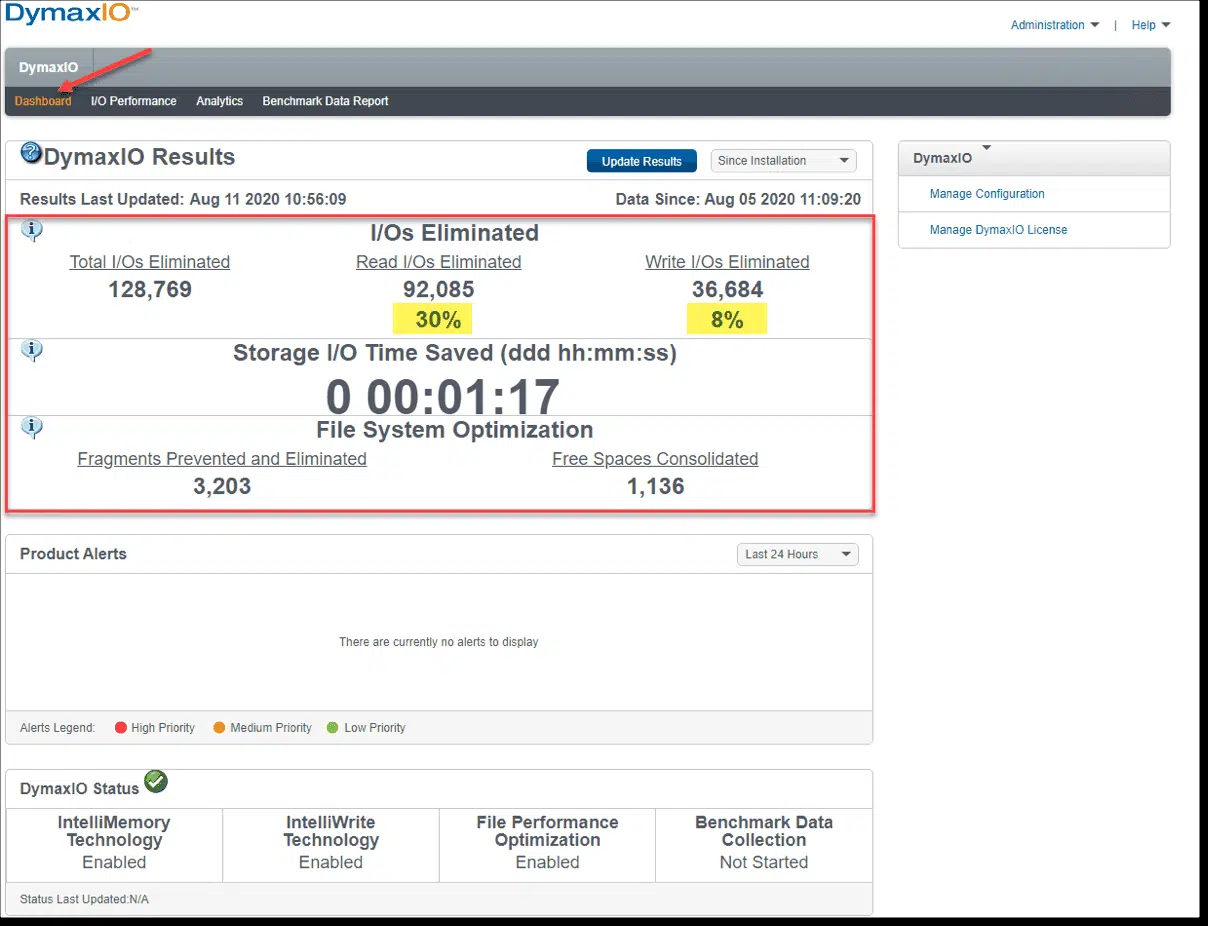 DymaxIO™
Administration | Help
DymaxIO
Dashboard I/O Performance Analytics Benchmark Data Report
DymaxIO Results Update Results Since Installation
Results Last Updated: Aug 11 2020 10:56:09 Data Since: Aug 05 2020 11:09:20
I/Os Eliminated
Total I/Os Eliminated Read I/Os Eliminated Write I/Os Eliminated
128,769 92,085 36,684
30% 8%
Storage I/O Time Saved (ddd hh:mm:ss)
0 00:01:17
File System Optimization
Fragments Prevented and Eliminated Free Spaces Consolidated
3,203 1,136
DymaxIO
Manage Configuration
Manage DymaxIO License
Product Alerts Last 24 Hours
There are currently no alerts to display
Alerts Legend: High Priority Medium Priority Low Priority
DymaxIO Status
IntelliMemory IntelliWrite File Performance Benchmark Data
Technology Technology Optimization Collection
Enabled Enabled Enabled Not Started
Status Last Updated:N/A